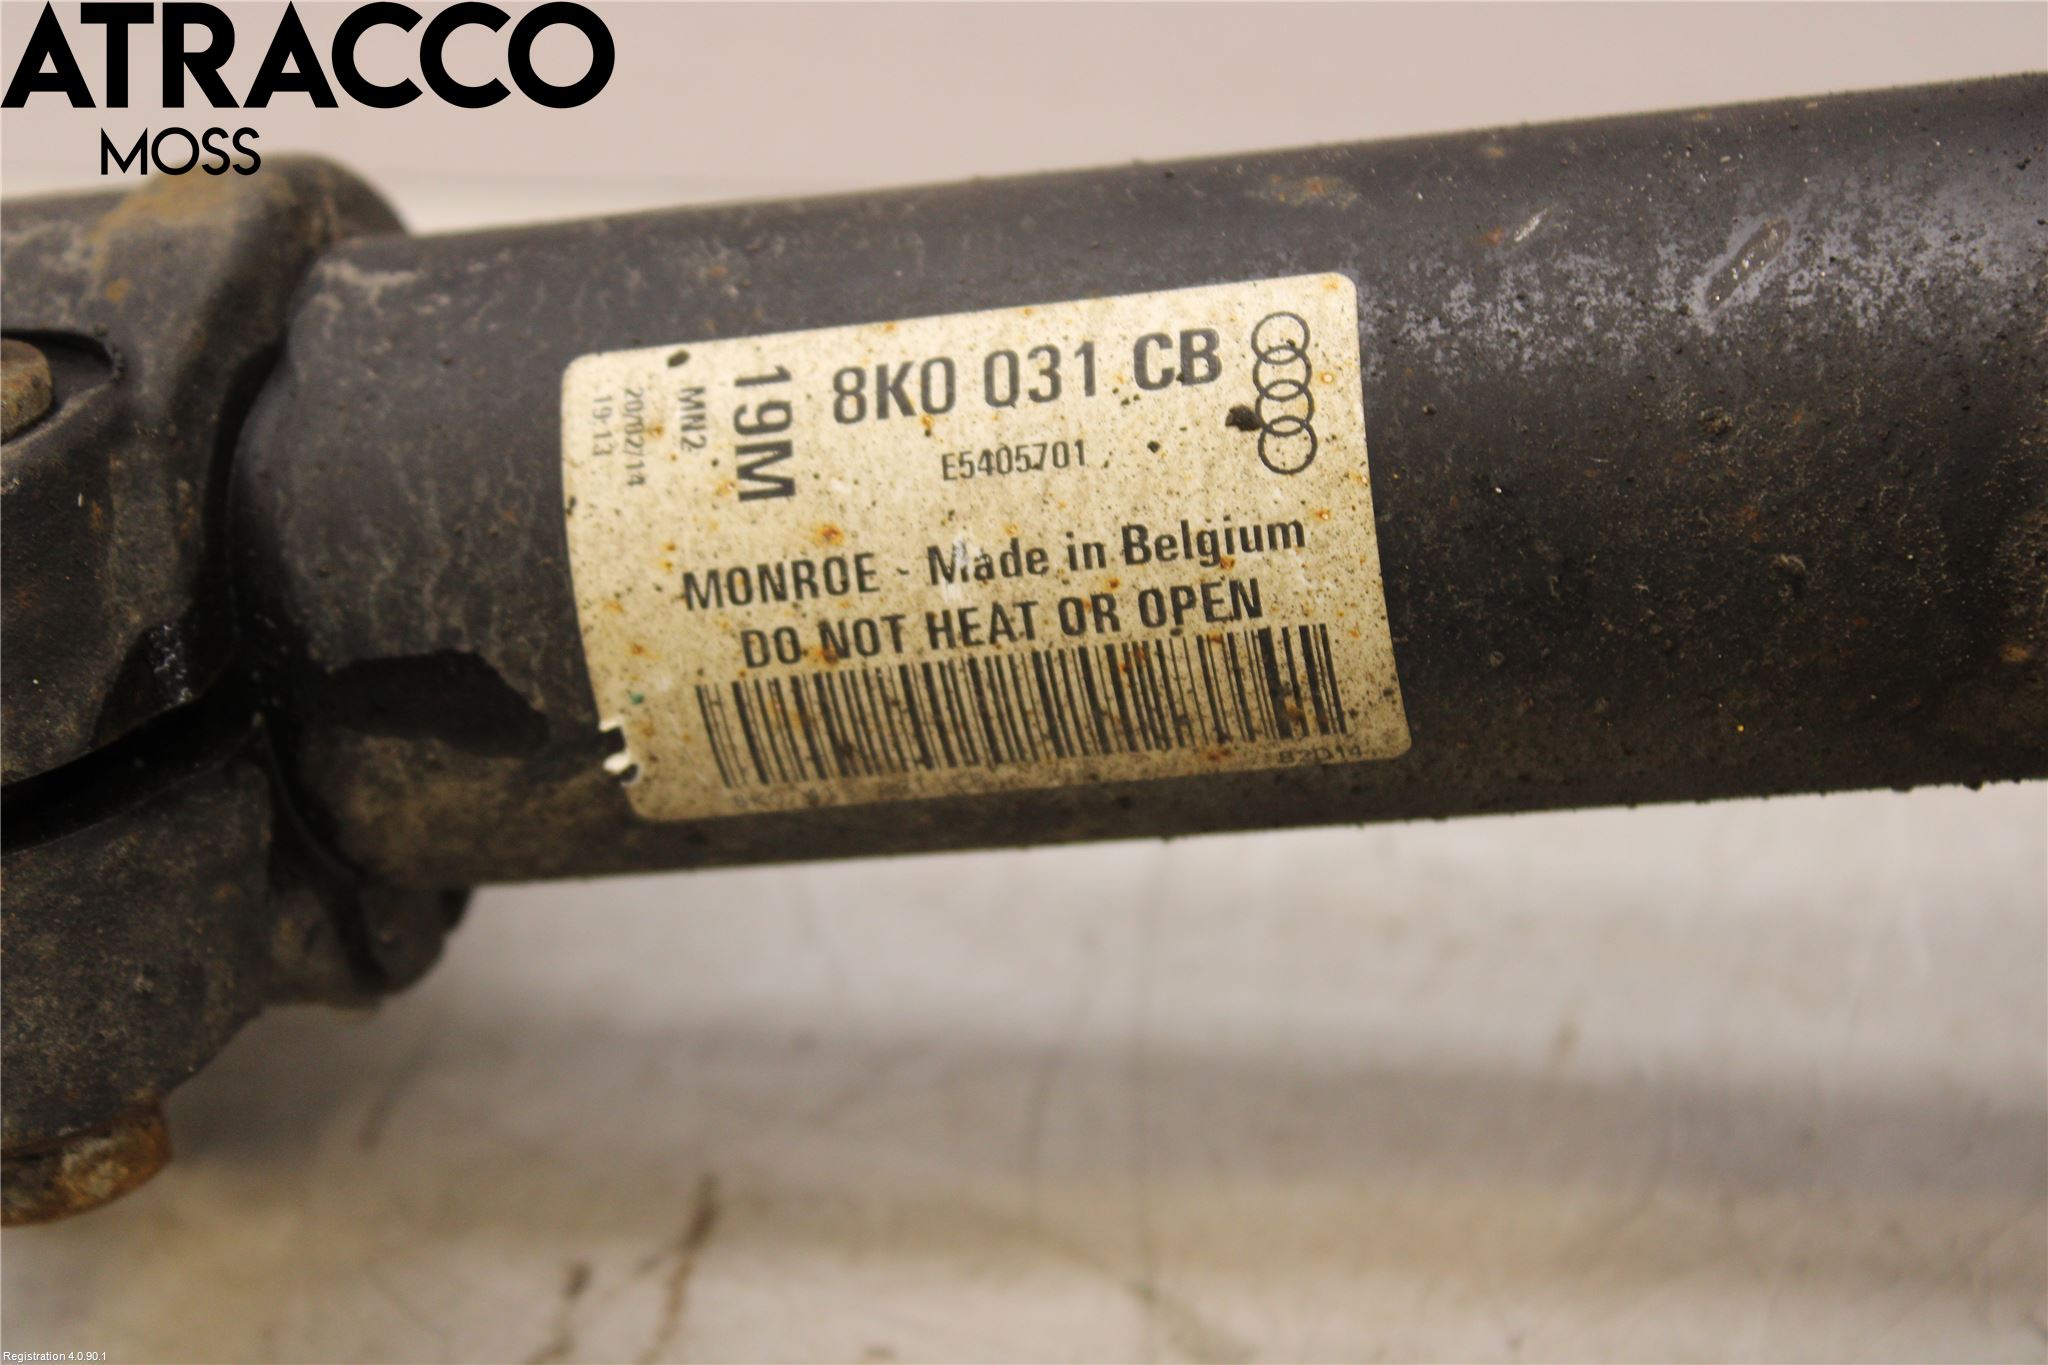 ATRACCO
MOSS
8K0 031 CB
E5405701
19M
MN2
20/02/14
19:13
MONROE - Made in Belgium
DO NOT HEAT OR OPEN
Registration 4.0.90.1